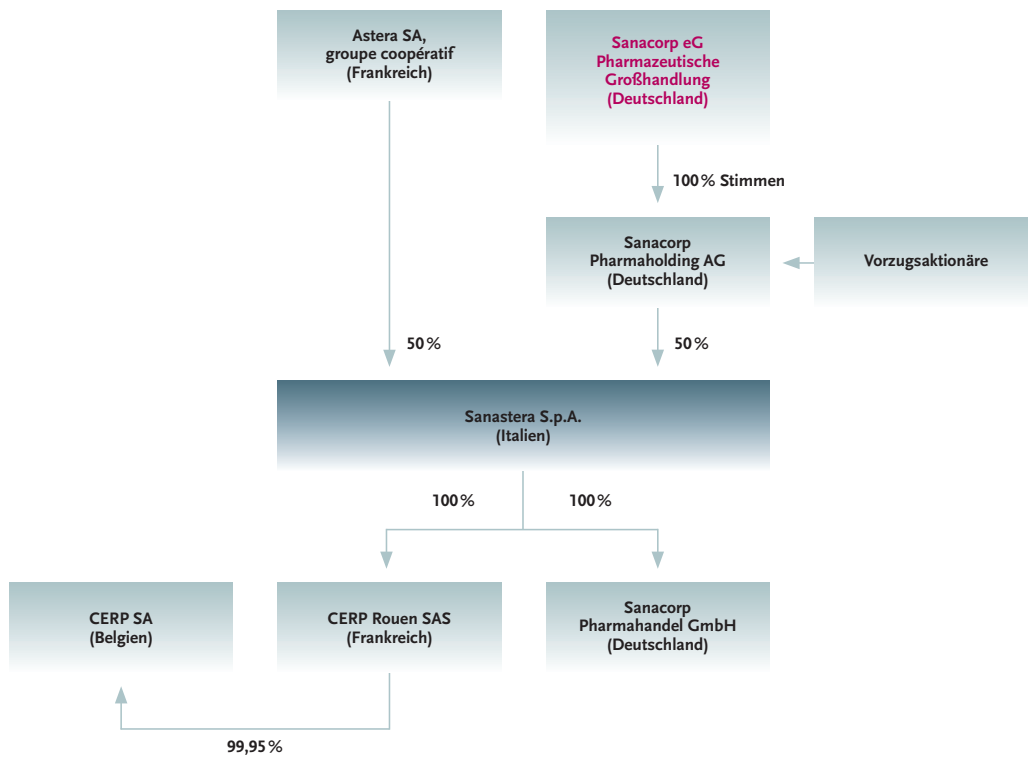 Astera SA,
groupe coopératif
(Frankreich)
Sanacorp eG
Pharmazeutische
Großhandlung
(Deutschland)
100 % Stimmen
Sanacorp
Pharmaholding AG
(Deutschland)
Vorzugsaktionäre
50 %
50 %
Sanastera S.p.A.
(Italien)
100 %
100 %
CERP SA
(Belgien)
CERP Rouen SAS
(Frankreich)
Sanacorp
Pharmahandel GmbH
(Deutschland)
99,95 %